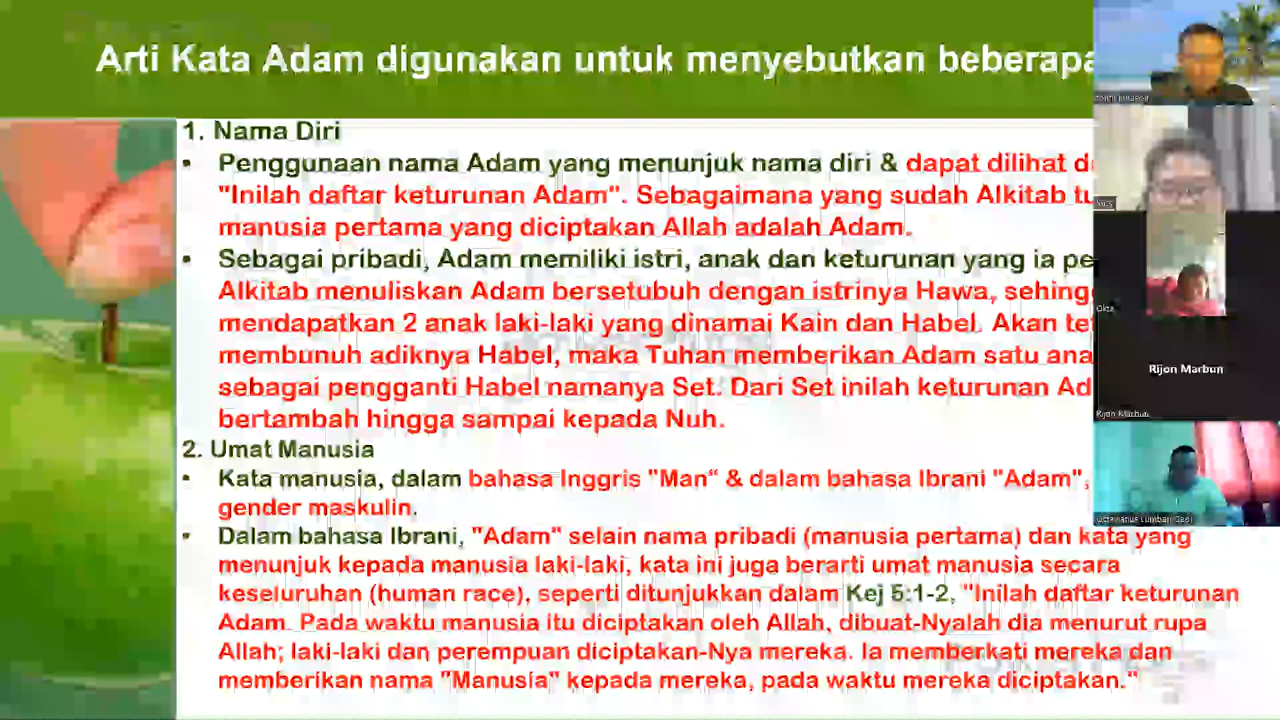 Arti Kata Adam digunakan untuk menyebutkan beberapa
1. Nama Diri
• Penggunaan nama Adam yang menunjuk nama diri & dapat dilihat
"Inilah daftar keturunan Adam". Sebagaimana yang sudah Alkitab
manusia pertama yang diciptakan Allah adalah Adam.
• Sebagai pribadi, Adam memiliki istri, anak dan keturunan yang ia
Alkitab menuliskan Adam bersetubuh dengan istrinya Hawa,
mendapatkan 2 anak laki-laki yang dinamai Kain dan Habel. Akan
membunuh adiknya Habel, maka Tuhan memberikan Adam satu
sebagai pengganti Habel namanya Set. Dari Set inilah keturunan
bertambah hingga sampai kepada Nuh.
2. Umat Manusia
• Kata manusia, dalam bahasa Inggris "Man" & dalam bahasa Ibrani "Adam",
gender maskulin.
• Dalam bahasa Ibrani, "Adam" selain nama pribadi (manusia pertama) dan kata yang
menunjuk kepada manusia laki-laki, kata ini juga berarti umat manusia secara
keseluruhan (human race), seperti ditunjukkan dalam Kej 5:1-2, "Inilah daftar keturunan
Adam. Pada waktu manusia itu diciptakan oleh Allah, dibuat-Nyalah dia menurut rupa
Allah; laki-laki dan perempuan diciptakan-Nya mereka. Ia memberkati mereka dan
memberikan nama "Manusia" kepada mereka, pada waktu mereka diciptakan."
Rijon Marbun
Rijon Marbun